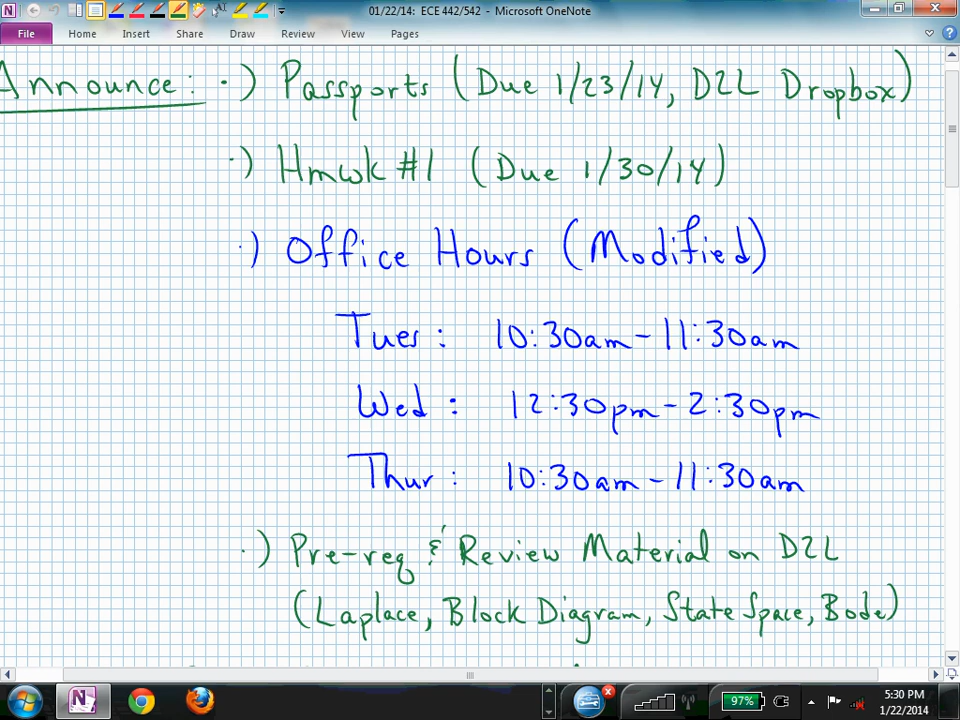 01/22/14: ECE 442/542 - Microsoft OneNote
File Home Insert Share Draw Review View Pages
Announce: ·) Passports (Due 1/23/14, D2L Dropbox)
·) Hmwk #1 (Due 1/30/14)
·) Office Hours (Modified)
Tues: 10:30am-11:30am
Wed: 12:30pm-2:30pm
Thur: 10:30am-11:30am
·) Pre-req & Review Material on D2L
(Laplace, Block Diagram, State Space, Bode)
97%
5:30 PM
1/22/2014